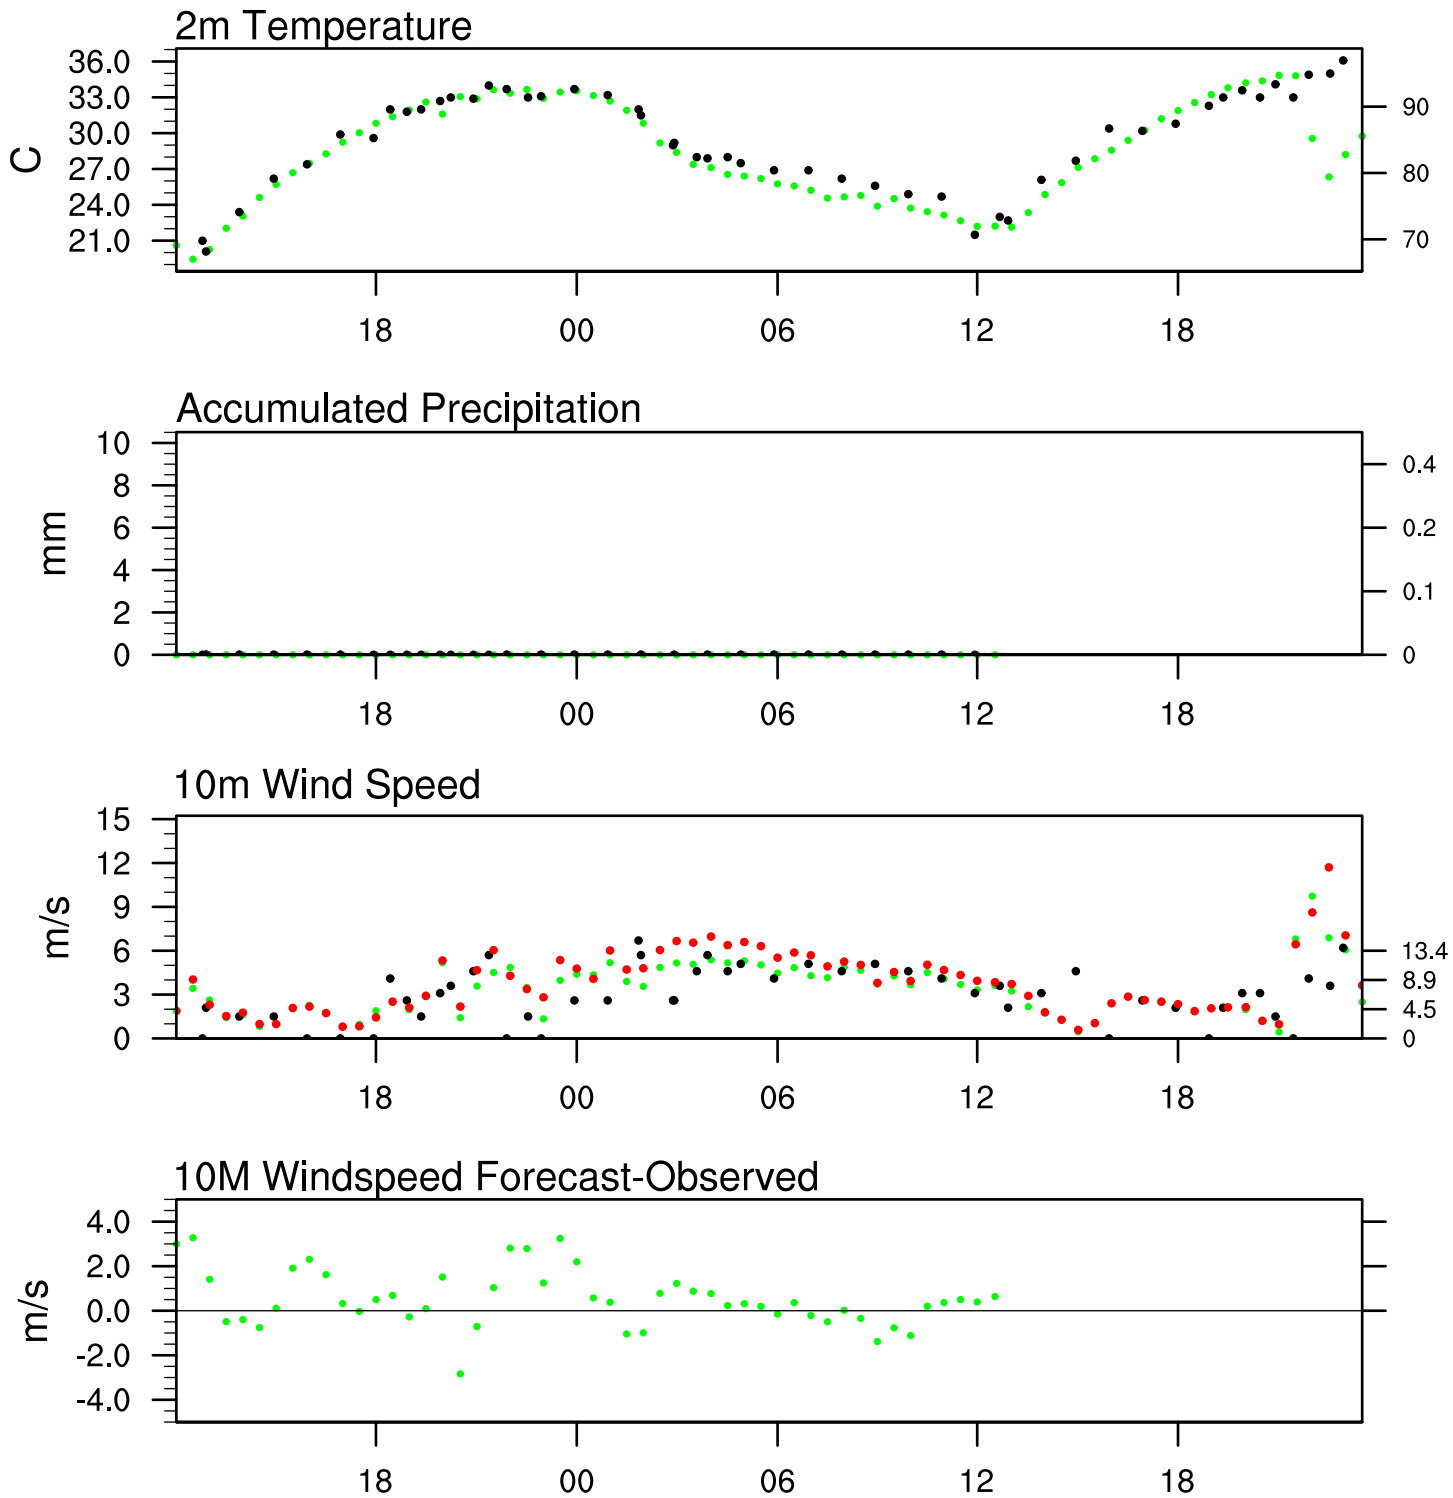 2m Temperature
36.0
33.0
30.0
27.0
24.0
21.0
C
90
80
70
18 00 06 12 18
Accumulated Precipitation
10
8
6
4
2
0
mm
0.4
0.2
0.1
0
18 00 06 12 18
10m Wind Speed
15
12
9
6
3
0
m/s
13.4
8.9
4.5
0
18 00 06 12 18
10M Windspeed Forecast-Observed
4.0
2.0
0.0
-2.0
-4.0
m/s
18 00 06 12 18